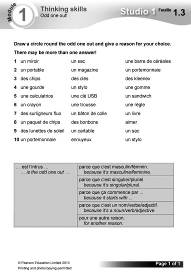 Module 1
Thinking skills
Odd one out!
Studio 1 Feuille 1.3
Draw a circle round the odd one out and give a reason for your choice.
There may be more than one answer!
1 un miroir un sac une barre de céréales
2 un portable un magazine un portemonnaie
3 des chips des clés des kleenex
4 une gourde un stylo une gomme
5 une calculatrice une clé USB un sandwich
6 un crayon une trousse une règle
7 des surligneurs fluo un bâton de colle un livre
8 un paquet de chips des bonbons aimer
9 des lunettes de soleil un cartable un sac
10 un portemonnaie ennuyeux un stylo
est l'intrus ...
... is the odd one out ...
parce que c'est masculin/féminin.
because it's masculine/feminine.
parce que c'est singulier/pluriel.
because it's singular/plural.
parce que ça commence par ...
because it starts with ...
parce que c'est un nom/verbe/adjectif.
because it's a noun/verb/adjective
pour une autre raison.
for another reason.
© Pearson Education Limited 2010
Printing and photocopying permitted
Page 1 of 1